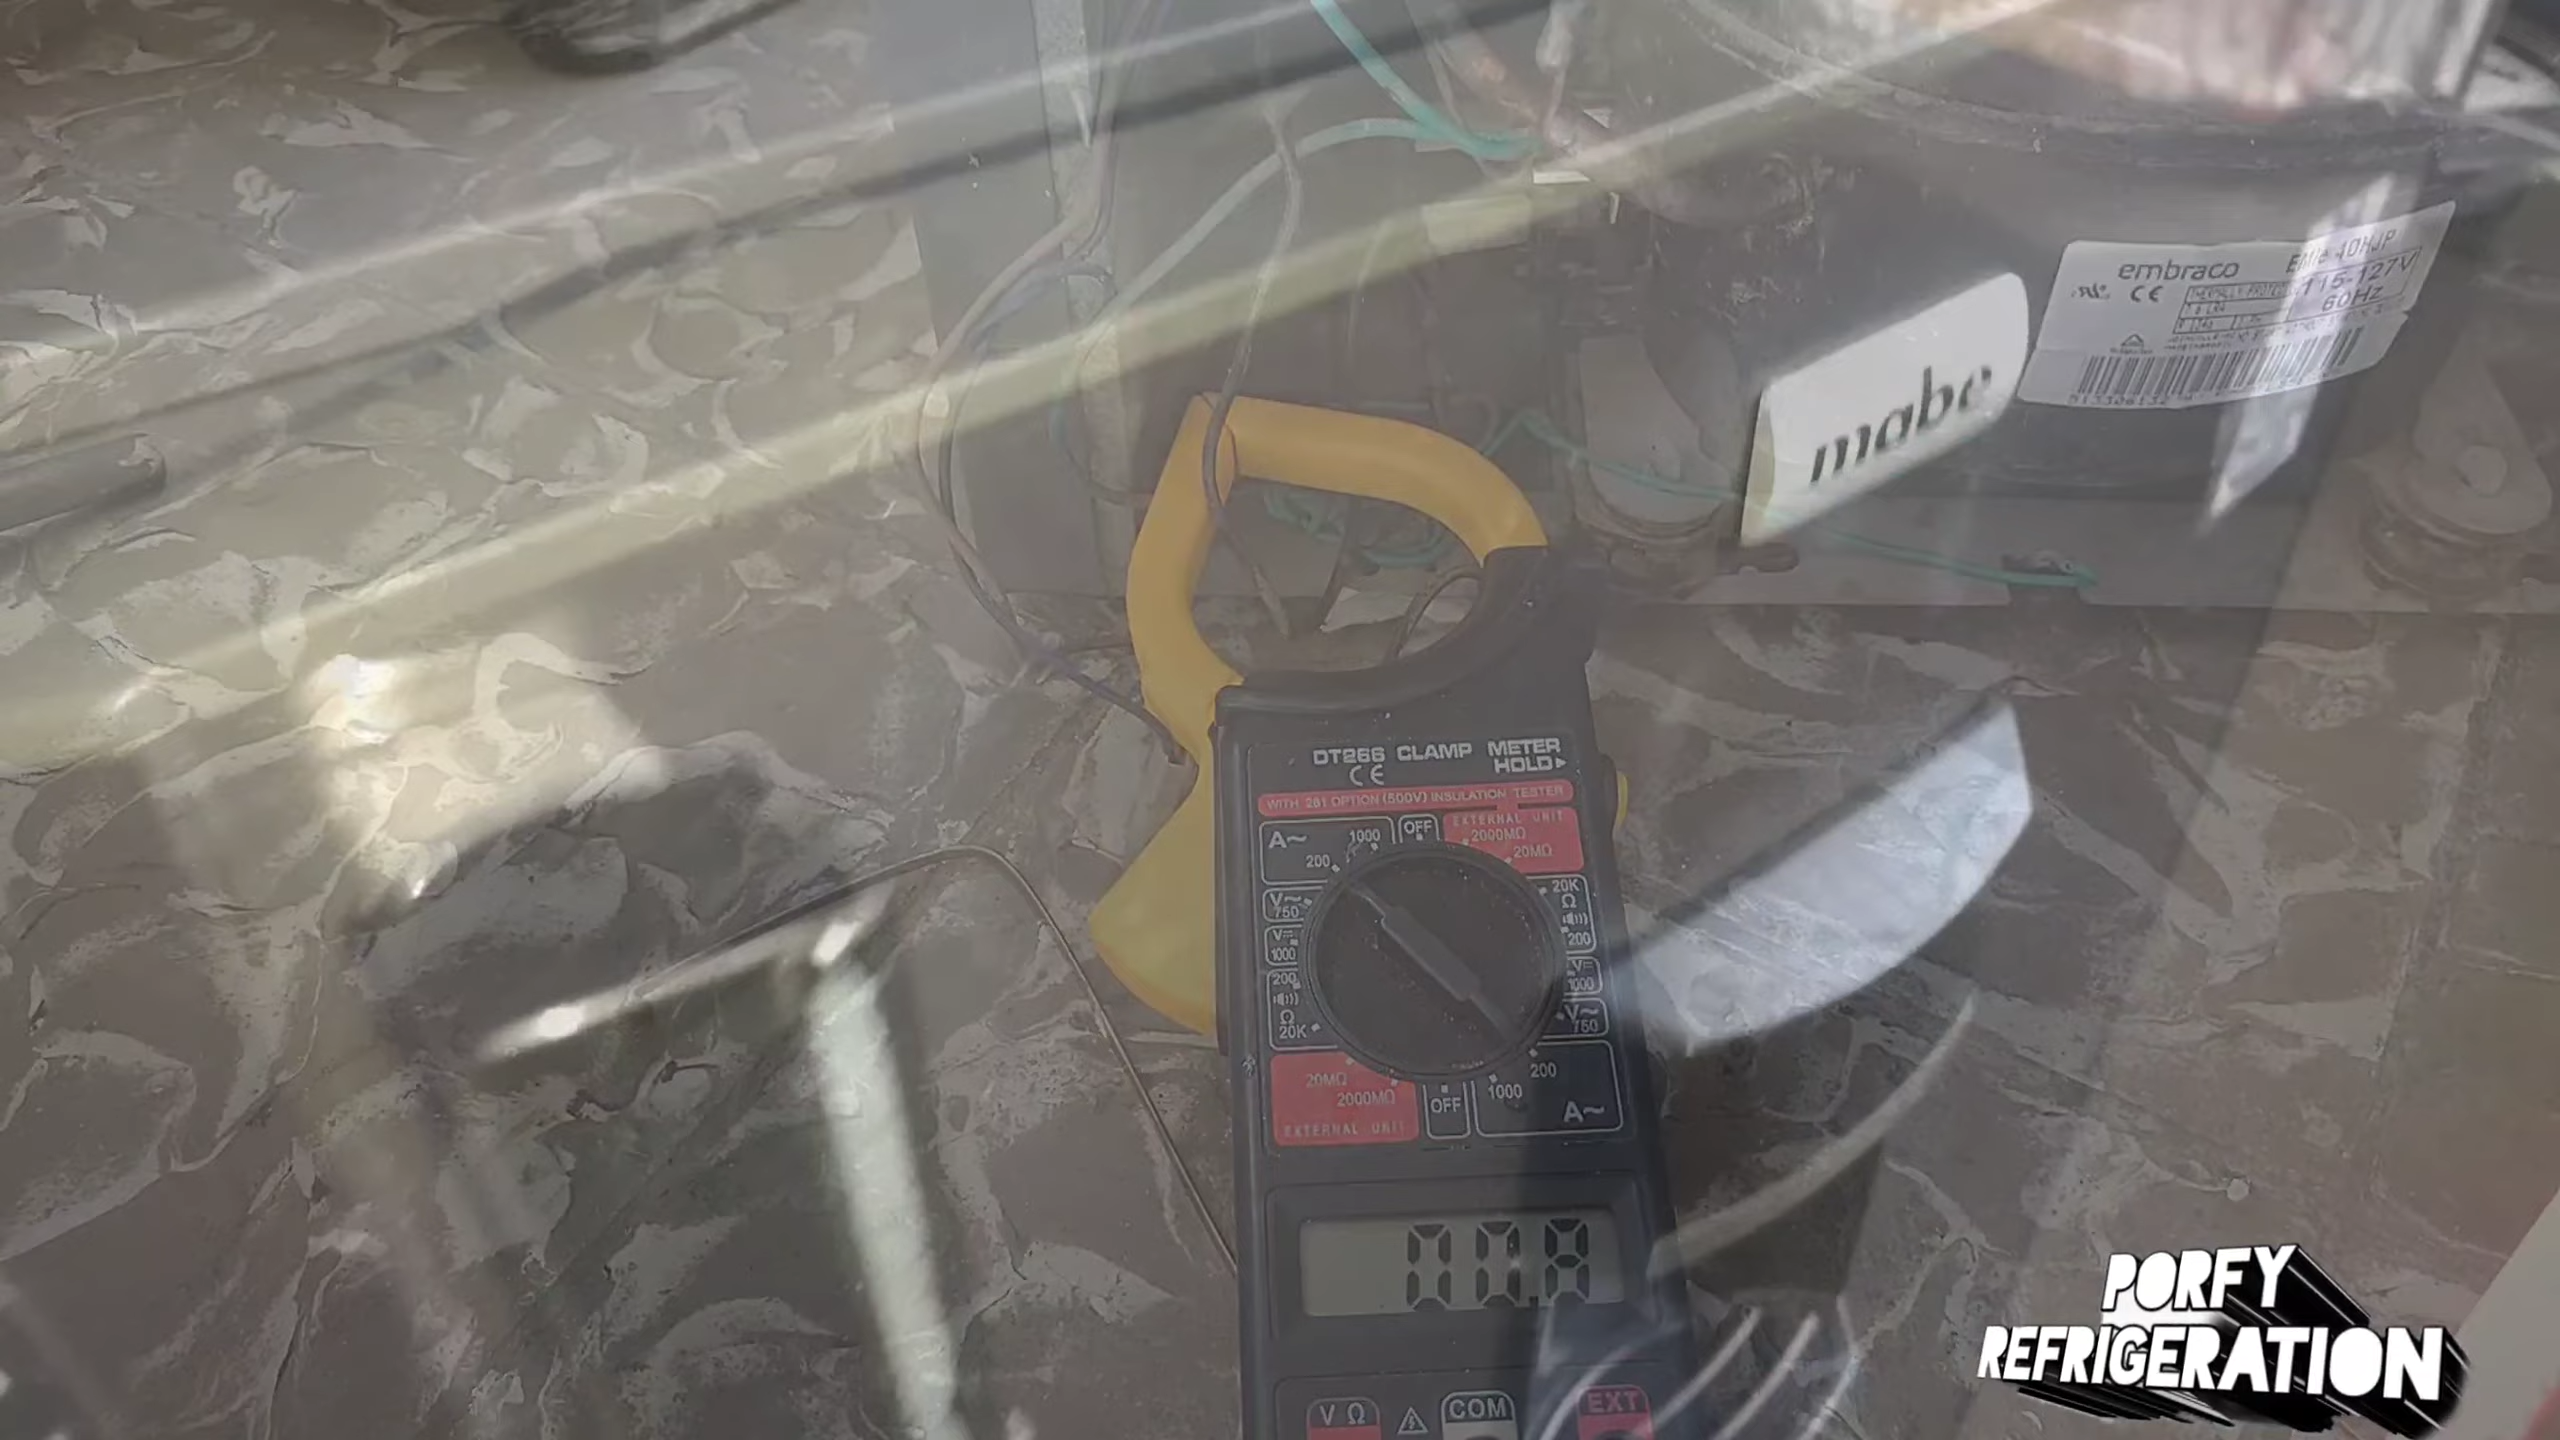 embraco
115-127V
60Hz
mabe
DT266 CLAMP METER
CE HOLD
WITH 261 OPTION (500V) INSULATION TESTER
A~ 1000 OFF EXTERNAL UNIT
200 2000MΩ
20MΩ
V~ 750
20K
Ω
200
V 1000
V 1000
200
Ω
20K
V~ 750
20MΩ
2000MΩ
EXTERNAL UNIT
OFF
1000
200
A~
00.8
VΩ
COM
EXT
PORFY
REFRIGERATION